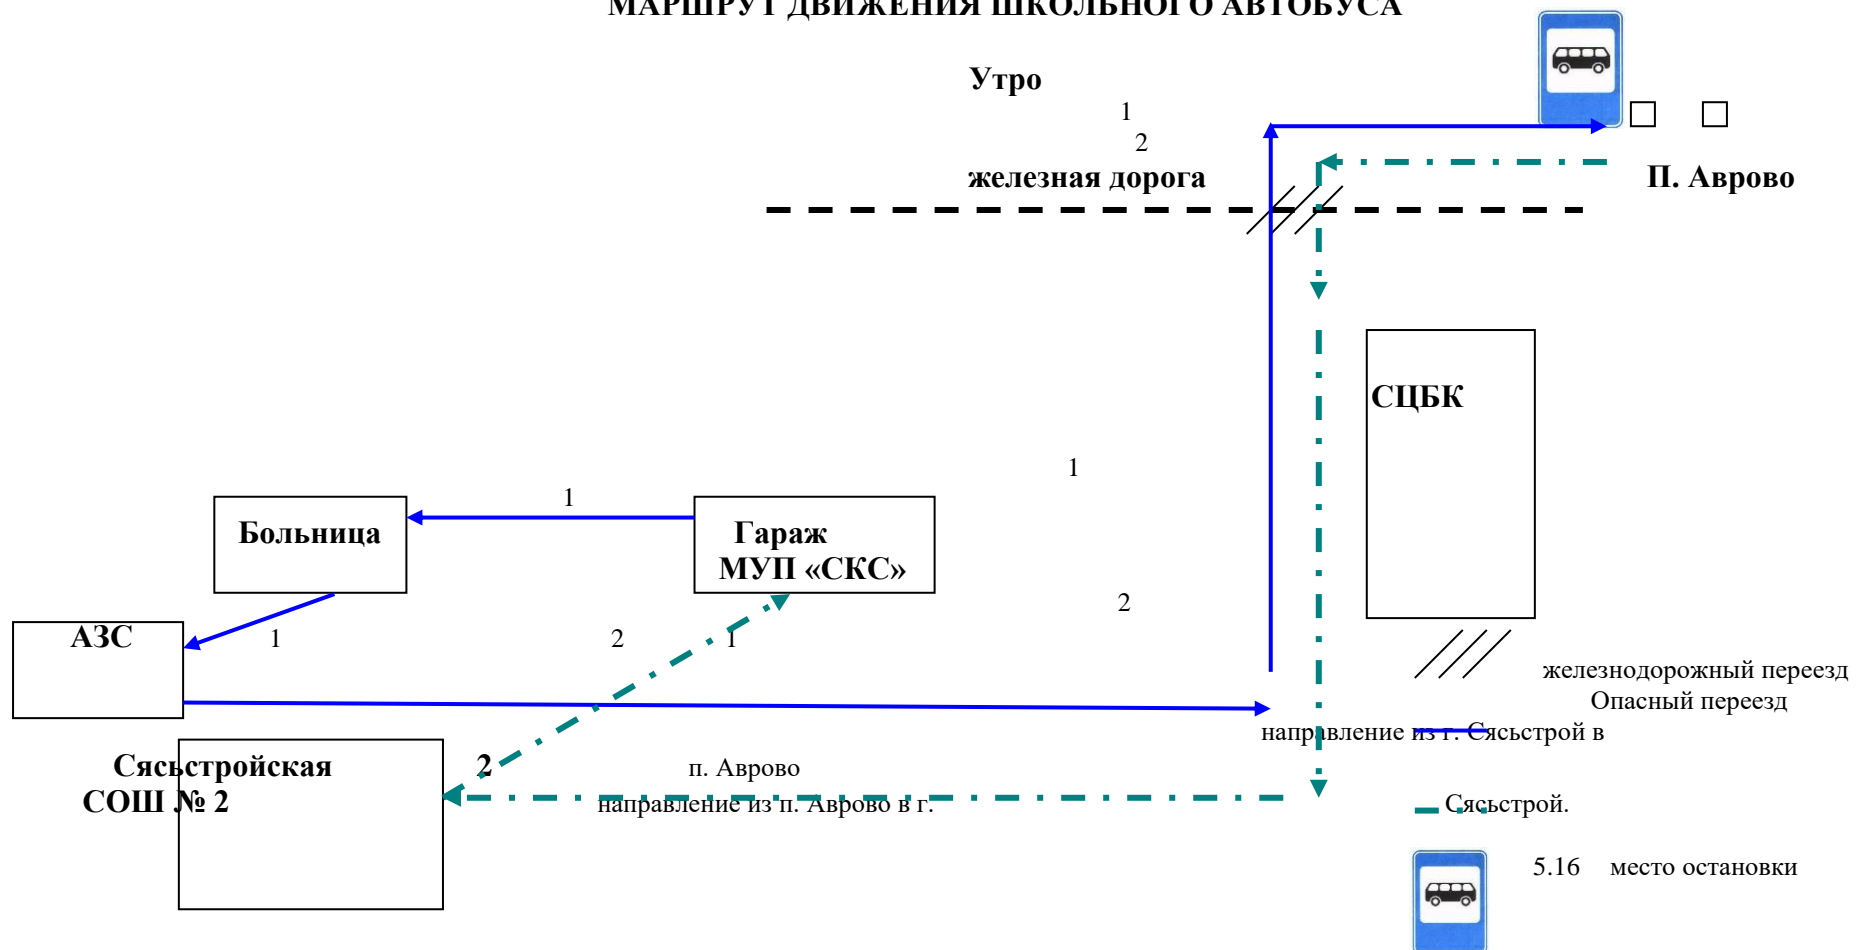 МАРШРУТ ДВИЖЕНИЯ ШКОЛЬНОГО АВТОБУСА
Утро
1
2
железная дорога
П. Аврово
СЦБК
1
1
Больница
Гараж
МУП «СКС»
2
АЗС
1
2
1
железнодорожный переезд
Опасный переезд
направление из г. Сясьстрой в
Сясьстройская
2
п. Аврово
СОШ № 2
направление из п. Аврово в г.
Сясьстрой.
5.16 место остановки